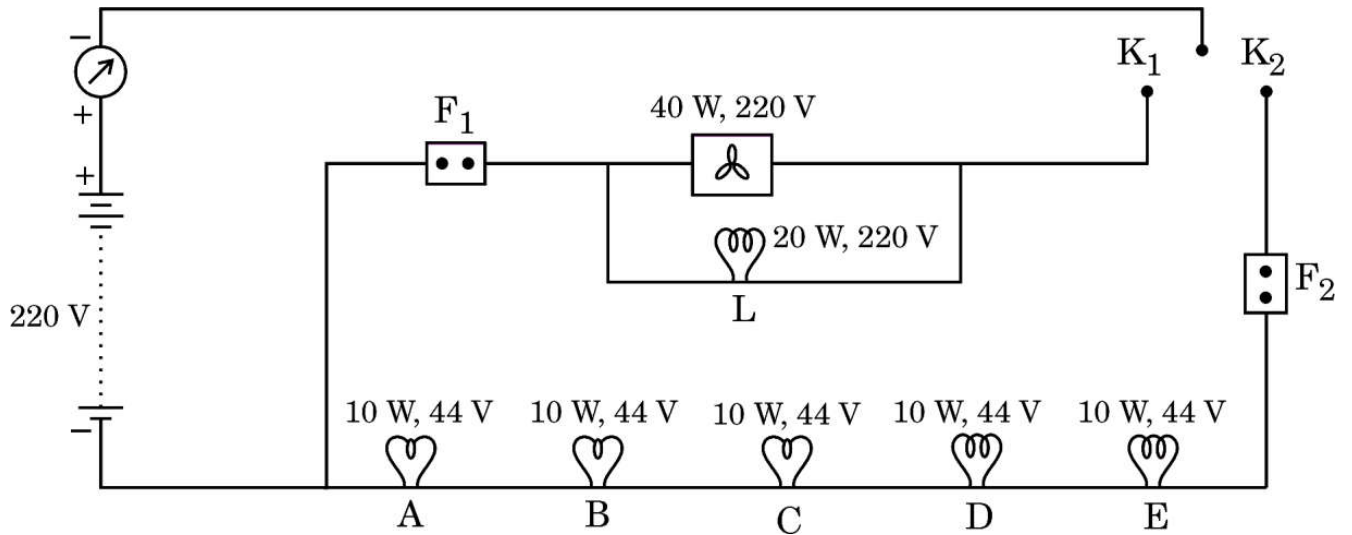 −
K₁
K₂
+
F₁
40 W, 220 V
+
20 W, 220 V
L
F₂
220 V
−
10 W, 44 V
10 W, 44 V
10 W, 44 V
10 W, 44 V
10 W, 44 V
A
B
C
D
E